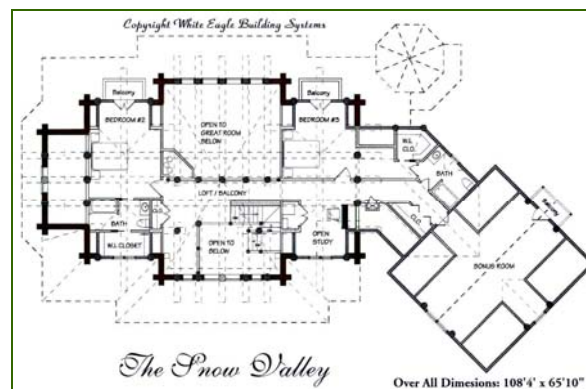 Copyright White Eagle Building Systems
Balcony
Balcony
BEDROOM #2
OPEN TO
GREAT ROOM
BELOW
BEDROOM #3
W.I.
CLO.
BATH
LOFT / BALCONY
Balcony
BATH
CLO.
CLO.
W.I. CLOSET
OPEN TO
BELOW
OPEN
STUDY
BONUS ROOM
The Snow Valley
Over All Dimesions: 108'4' x 65'10"